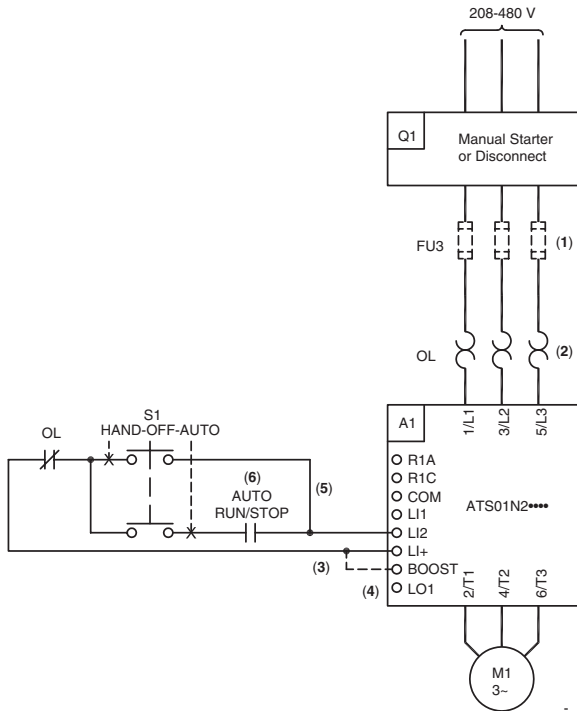 208-480 V
Q1
Manual Starter
or Disconnect
FU3
(1)
OL
(2)
1/L1
3/L2
5/L3
A1
S1
HAND-OFF-AUTO
OL
R1A
R1C
COM
LI1
LI2
LI+
BOOST
LO1
ATS01N2••••
(6)
AUTO
RUN/STOP
(5)
(3)
(4)
2/T1
4/T2
6/T3
M1
3~
-